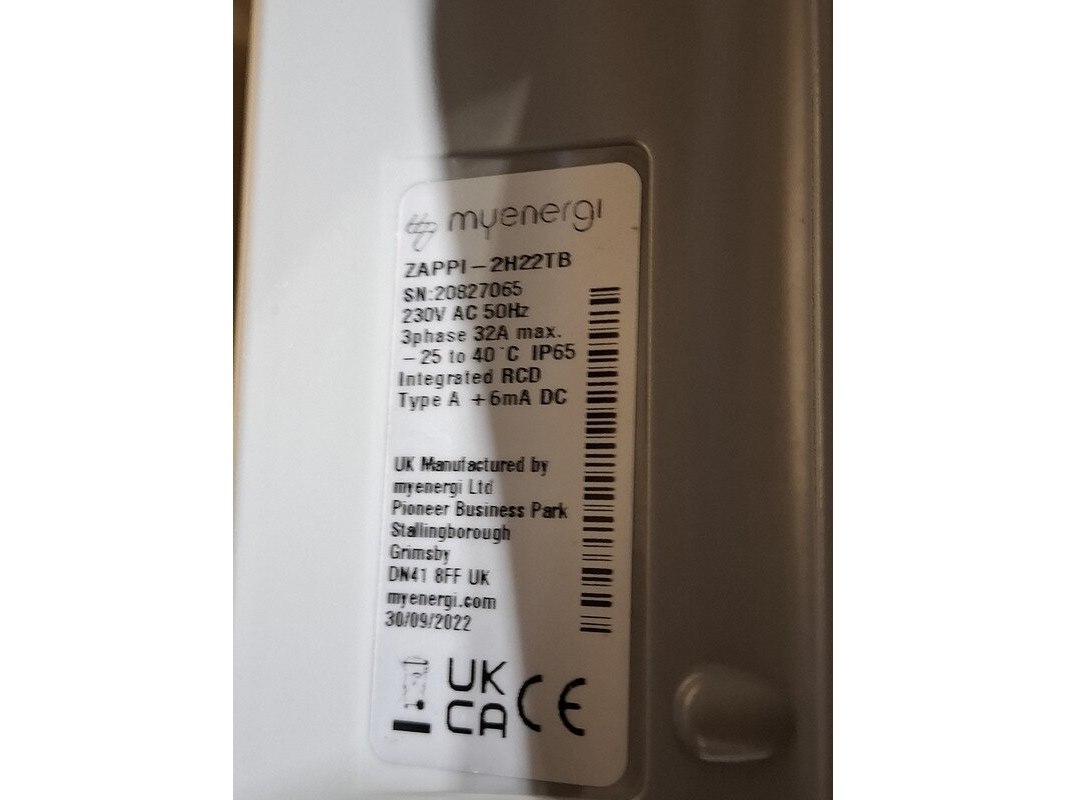 myenergi
ZAPPI-2H22TB
SN:20827065
230V AC 50Hz
3phase 32A max.
-25 to 40°C IP65
Integrated RCD
Type A +6mA DC
UK Manufactured by
myenergi Ltd
Pioneer Business Park
Stallingborough
Grimsby
DN41 8FF UK
myenergi.com
30/09/2022
UK
CA CE